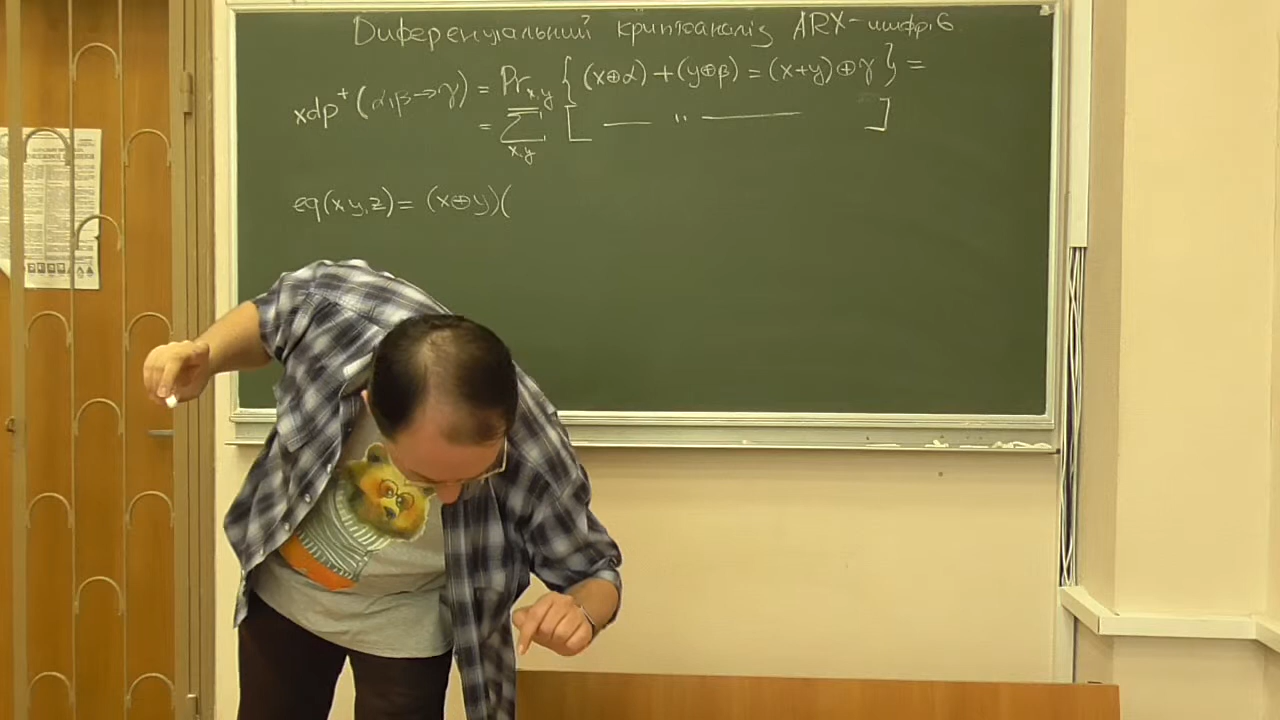 Диференціальний криптоаналіз ARX-шифрів
xdp⁺(α,β→γ) = Pr_{x,y} { (x⊕α) + (y⊕β) = (x+y) ⊕ γ } =
= Σ_{x,y} [ — " — ]
eq(x,y,z) = (x⊕y)(